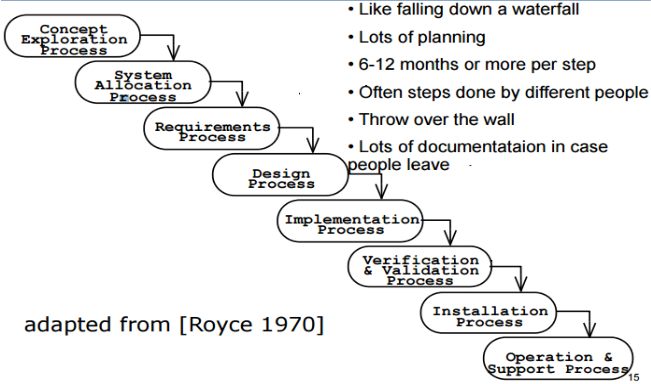 Concept
Exploration
Process
System
Allocation
Process
Requirements
Process
Design
Process
Implementation
Process
Verification
& Validation
Process
Installation
Process
Operation &
Support Process
• Like falling down a waterfall
• Lots of planning
• 6-12 months or more per step
• Often steps done by different people
• Throw over the wall
• Lots of documentataion in case
people leave
adapted from [Royce 1970]
15